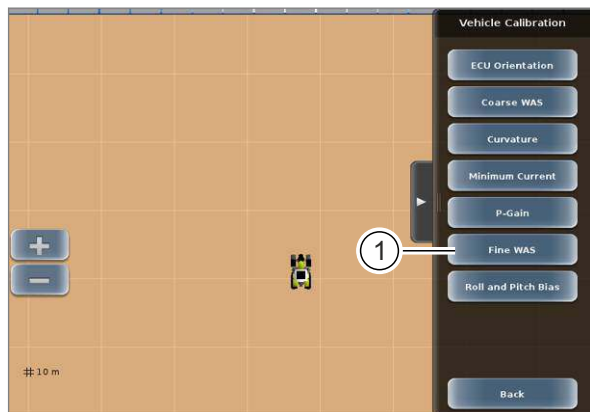 Vehicle Calibration
ECU Orientation
Coarse WAS
Curvature
Minimum Current
P-Gain
1
Fine WAS
Roll and Pitch Bias
10 m
Back